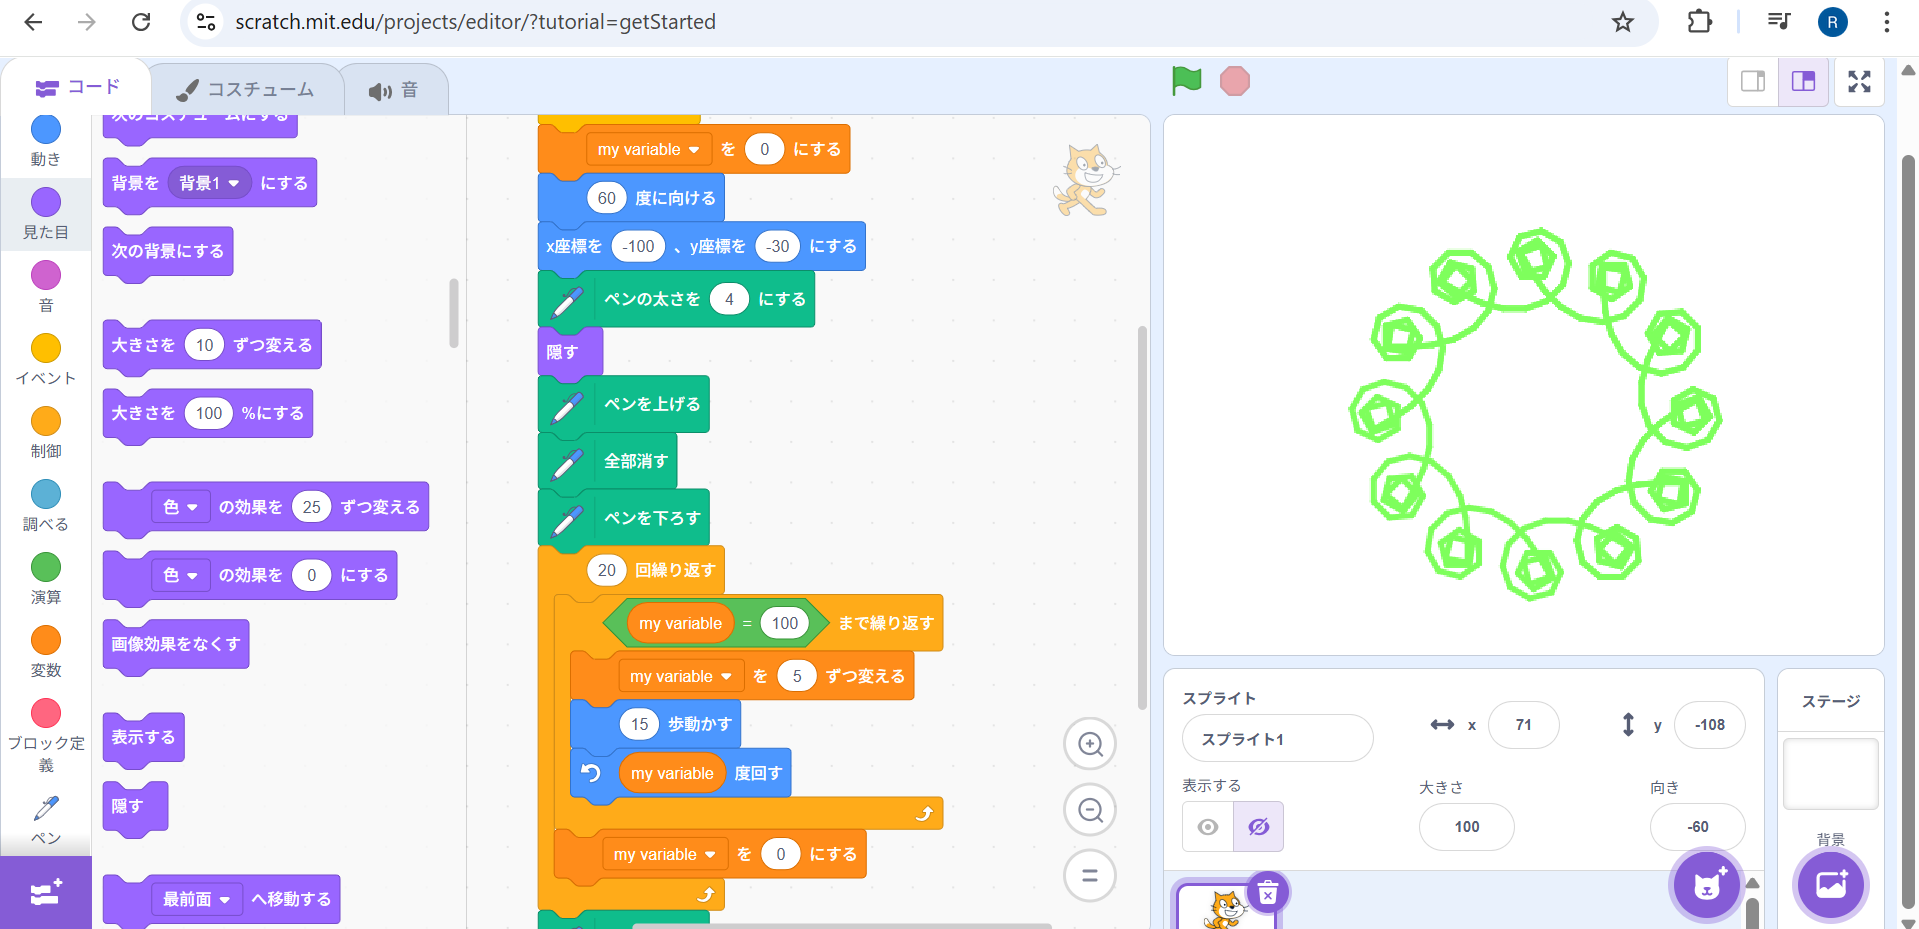 scratch.mit.edu/projects/editor/?tutorial=getStarted
R
コード
コスチューム
音
動き
見た目
音
イベント
制御
調べる
演算
変数
ブロック定
義
ペン
次のコスチュームにする
背景を 背景1 にする
次の背景にする
大きさを 10 ずつ変える
大きさを 100 %にする
色 の効果を 25 ずつ変える
色 の効果を 0 にする
画像効果をなくす
表示する
隠す
最前面 へ移動する
my variable を 0 にする
60 度に向ける
x座標を -100 、y座標を -30 にする
ペンの太さを 4 にする
隠す
ペンを上げる
全部消す
ペンを下ろす
20 回繰り返す
my variable = 100 まで繰り返す
my variable を 5 ずつ変える
15 歩動かす
my variable 度回す
my variable を 0 にする
スプライト
スプライト1
x 71
y -108
表示する
大きさ
100
向き
-60
ステージ
背景